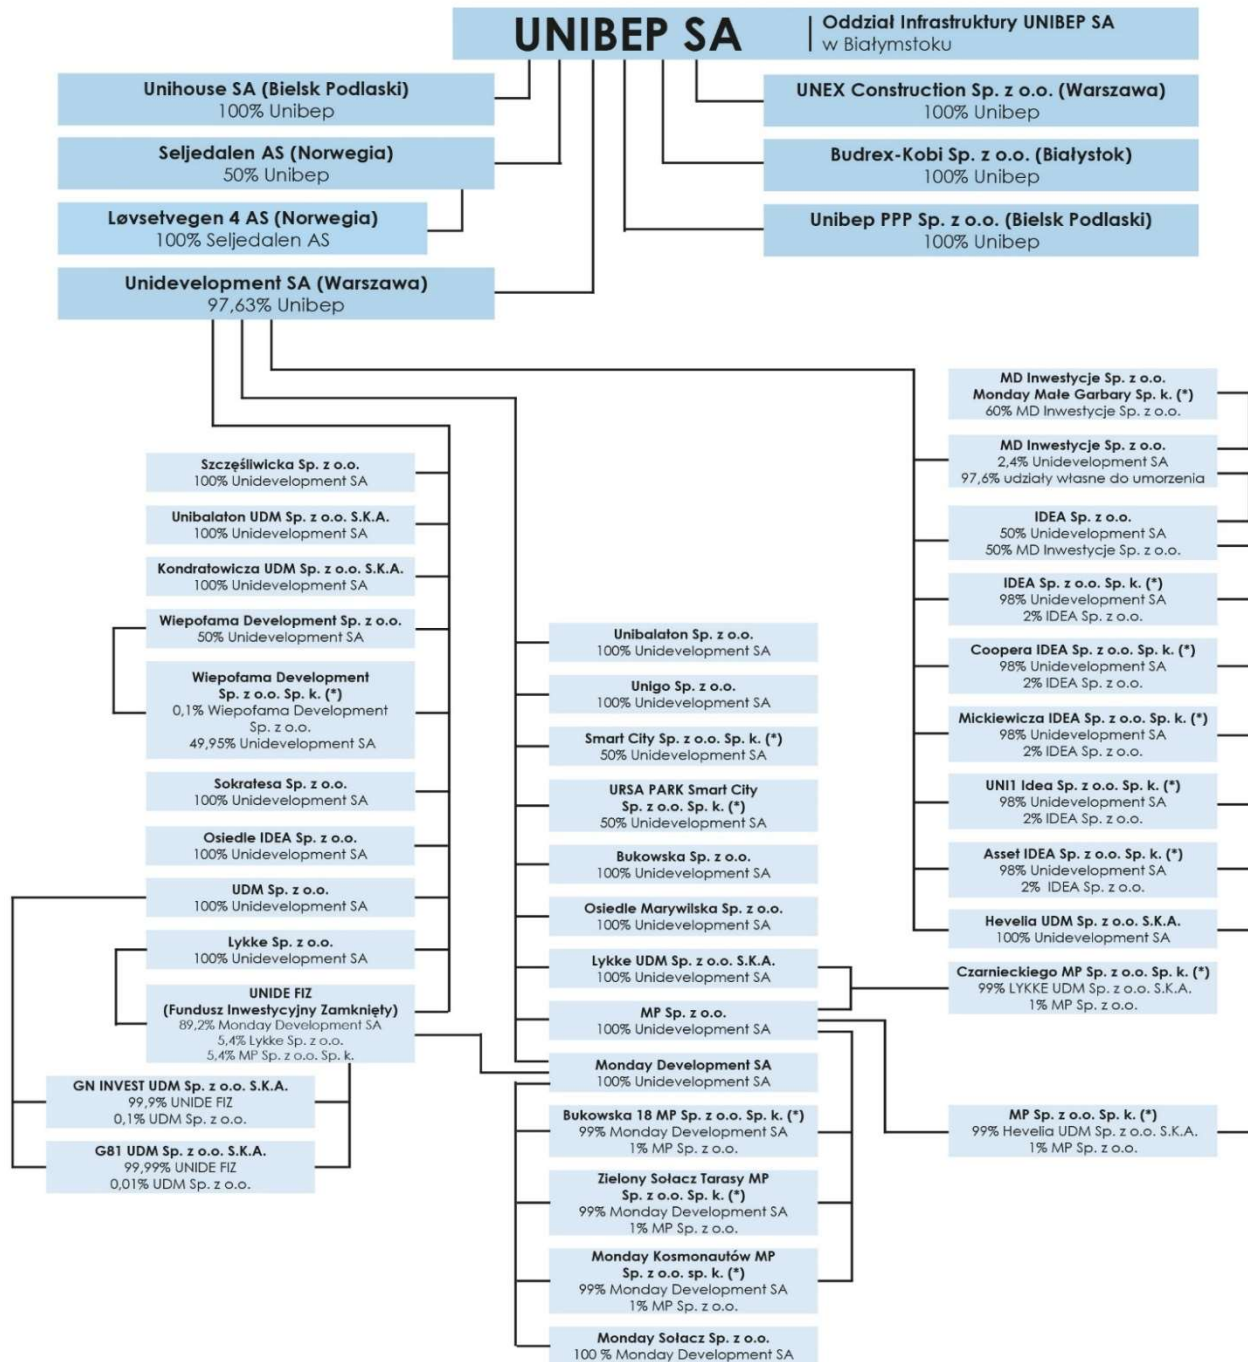 UNIBEP SA
Oddział Infrastruktury UNIBEP SA
w Białymstoku
Unihouse SA (Bielsk Podlaski)
100% Unibep
Seljedalen AS (Norwegia)
50% Unibep
Løvsetvegen 4 AS (Norwegia)
100% Seljedalen AS
Unidevelopment SA (Warszawa)
97,63% Unibep
UNEX Construction Sp. z o.o. (Warszawa)
100% Unibep
Budrex-Kobi Sp. z o.o. (Białystok)
100% Unibep
Unibep PPP Sp. z o.o. (Bielsk Podlaski)
100% Unibep
Szczęśliwicka Sp. z o.o.
100% Unidevelopment SA
Unibalaton UDM Sp. z o.o. S.K.A.
100% Unidevelopment SA
Kondratowicza UDM Sp. z o.o. S.K.A.
100% Unidevelopment SA
Wiepofama Development Sp. z o.o.
50% Unidevelopment SA
Wiepofama Development
Sp. z o.o. Sp. k. (*)
0,1% Wiepofama Development
Sp. z o.o.
49,95% Unidevelopment SA
Sokratesa Sp. z o.o.
100% Unidevelopment SA
Osiedle IDEA Sp. z o.o.
100% Unidevelopment SA
UDM Sp. z o.o.
100% Unidevelopment SA
Lykke Sp. z o.o.
100% Unidevelopment SA
UNIDE FIZ
(Fundusz Inwestycyjny Zamknięty)
89,2% Monday Development SA
5,4% Lykke Sp. z o.o.
5,4% MP Sp. z o.o. Sp. k.
GN INVEST UDM Sp. z o.o. S.K.A.
99,9% UNIDE FIZ
0,1% UDM Sp. z o.o.
G81 UDM Sp. z o.o. S.K.A.
99,99% UNIDE FIZ
0,01% UDM Sp. z o.o.
Unibalaton Sp. z o.o.
100% Unidevelopment SA
Unigo Sp. z o.o.
100% Unidevelopment SA
Smart City Sp. z o.o. Sp. k. (*)
50% Unidevelopment SA
URSA PARK Smart City
Sp. z o.o. Sp. k. (*)
50% Unidevelopment SA
Bukowska Sp. z o.o.
100% Unidevelopment SA
Osiedle Marywilska Sp. z o.o.
100% Unidevelopment SA
Lykke UDM Sp. z o.o. S.K.A.
100% Unidevelopment SA
MP Sp. z o.o.
100% Unidevelopment SA
Monday Development SA
100% Unidevelopment SA
Bukowska 18 MP Sp. z o.o. Sp. k. (*)
99% Monday Development SA
1% MP Sp. z o.o.
Zielony Sołacz Tarasy MP
Sp. z o.o. Sp. k. (*)
99% Monday Development SA
1% MP Sp. z o.o.
Monday Kosmonautów MP
Sp. z o.o. sp. k. (*)
99% Monday Development SA
1% MP Sp. z o.o.
Monday Sołacz Sp. z o.o.
100 % Monday Development SA
MD Inwestycje Sp. z o.o.
Monday Małe Garbary Sp. k. (*)
60% MD Inwestycje Sp. z o.o.
MD Inwestycje Sp. z o.o.
2,4% Unidevelopment SA
97,6% udziały własne do umorzenia
IDEA Sp. z o.o.
50% Unidevelopment SA
50% MD Inwestycje Sp. z o.o.
IDEA Sp. z o.o. Sp. k. (*)
98% Unidevelopment SA
2% IDEA Sp. z o.o.
Coopera IDEA Sp. z o.o. Sp. k. (*)
98% Unidevelopment SA
2% IDEA Sp. z o.o.
Mickiewicza IDEA Sp. z o.o. Sp. k. (*)
98% Unidevelopment SA
2% IDEA Sp. z o.o.
UNI1 Idea Sp. z o.o. Sp. k. (*)
98% Unidevelopment SA
2% IDEA Sp. z o.o.
Asset IDEA Sp. z o.o. Sp. k. (*)
98% Unidevelopment SA
2% IDEA Sp. z o.o.
Hevelia UDM Sp. z o.o. S.K.A.
100% Unidevelopment SA
Czarnieckiego MP Sp. z o.o. Sp. k. (*)
99% LYKKE UDM Sp. z o.o. S.K.A.
1% MP Sp. z o.o.
MP Sp. z o.o. Sp. k. (*)
99% Hevelia UDM Sp. z o.o. S.K.A.
1% MP Sp. z o.o.